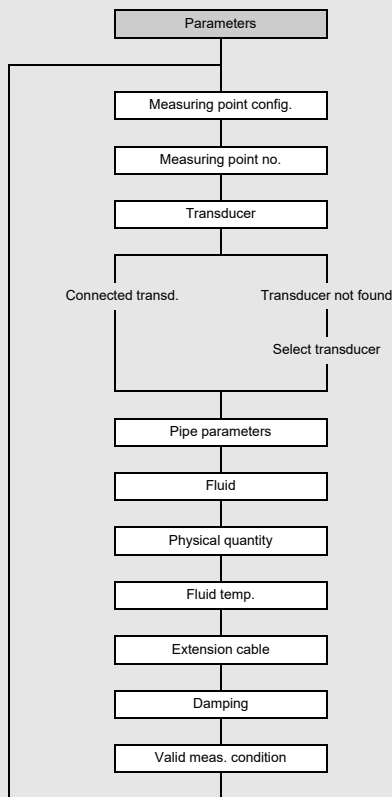 Parameters
Measuring point config.
Measuring point no.
Transducer
Connected transd.
Transducer not found
Select transducer
Pipe parameters
Fluid
Physical quantity
Fluid temp.
Extension cable
Damping
Valid meas. condition